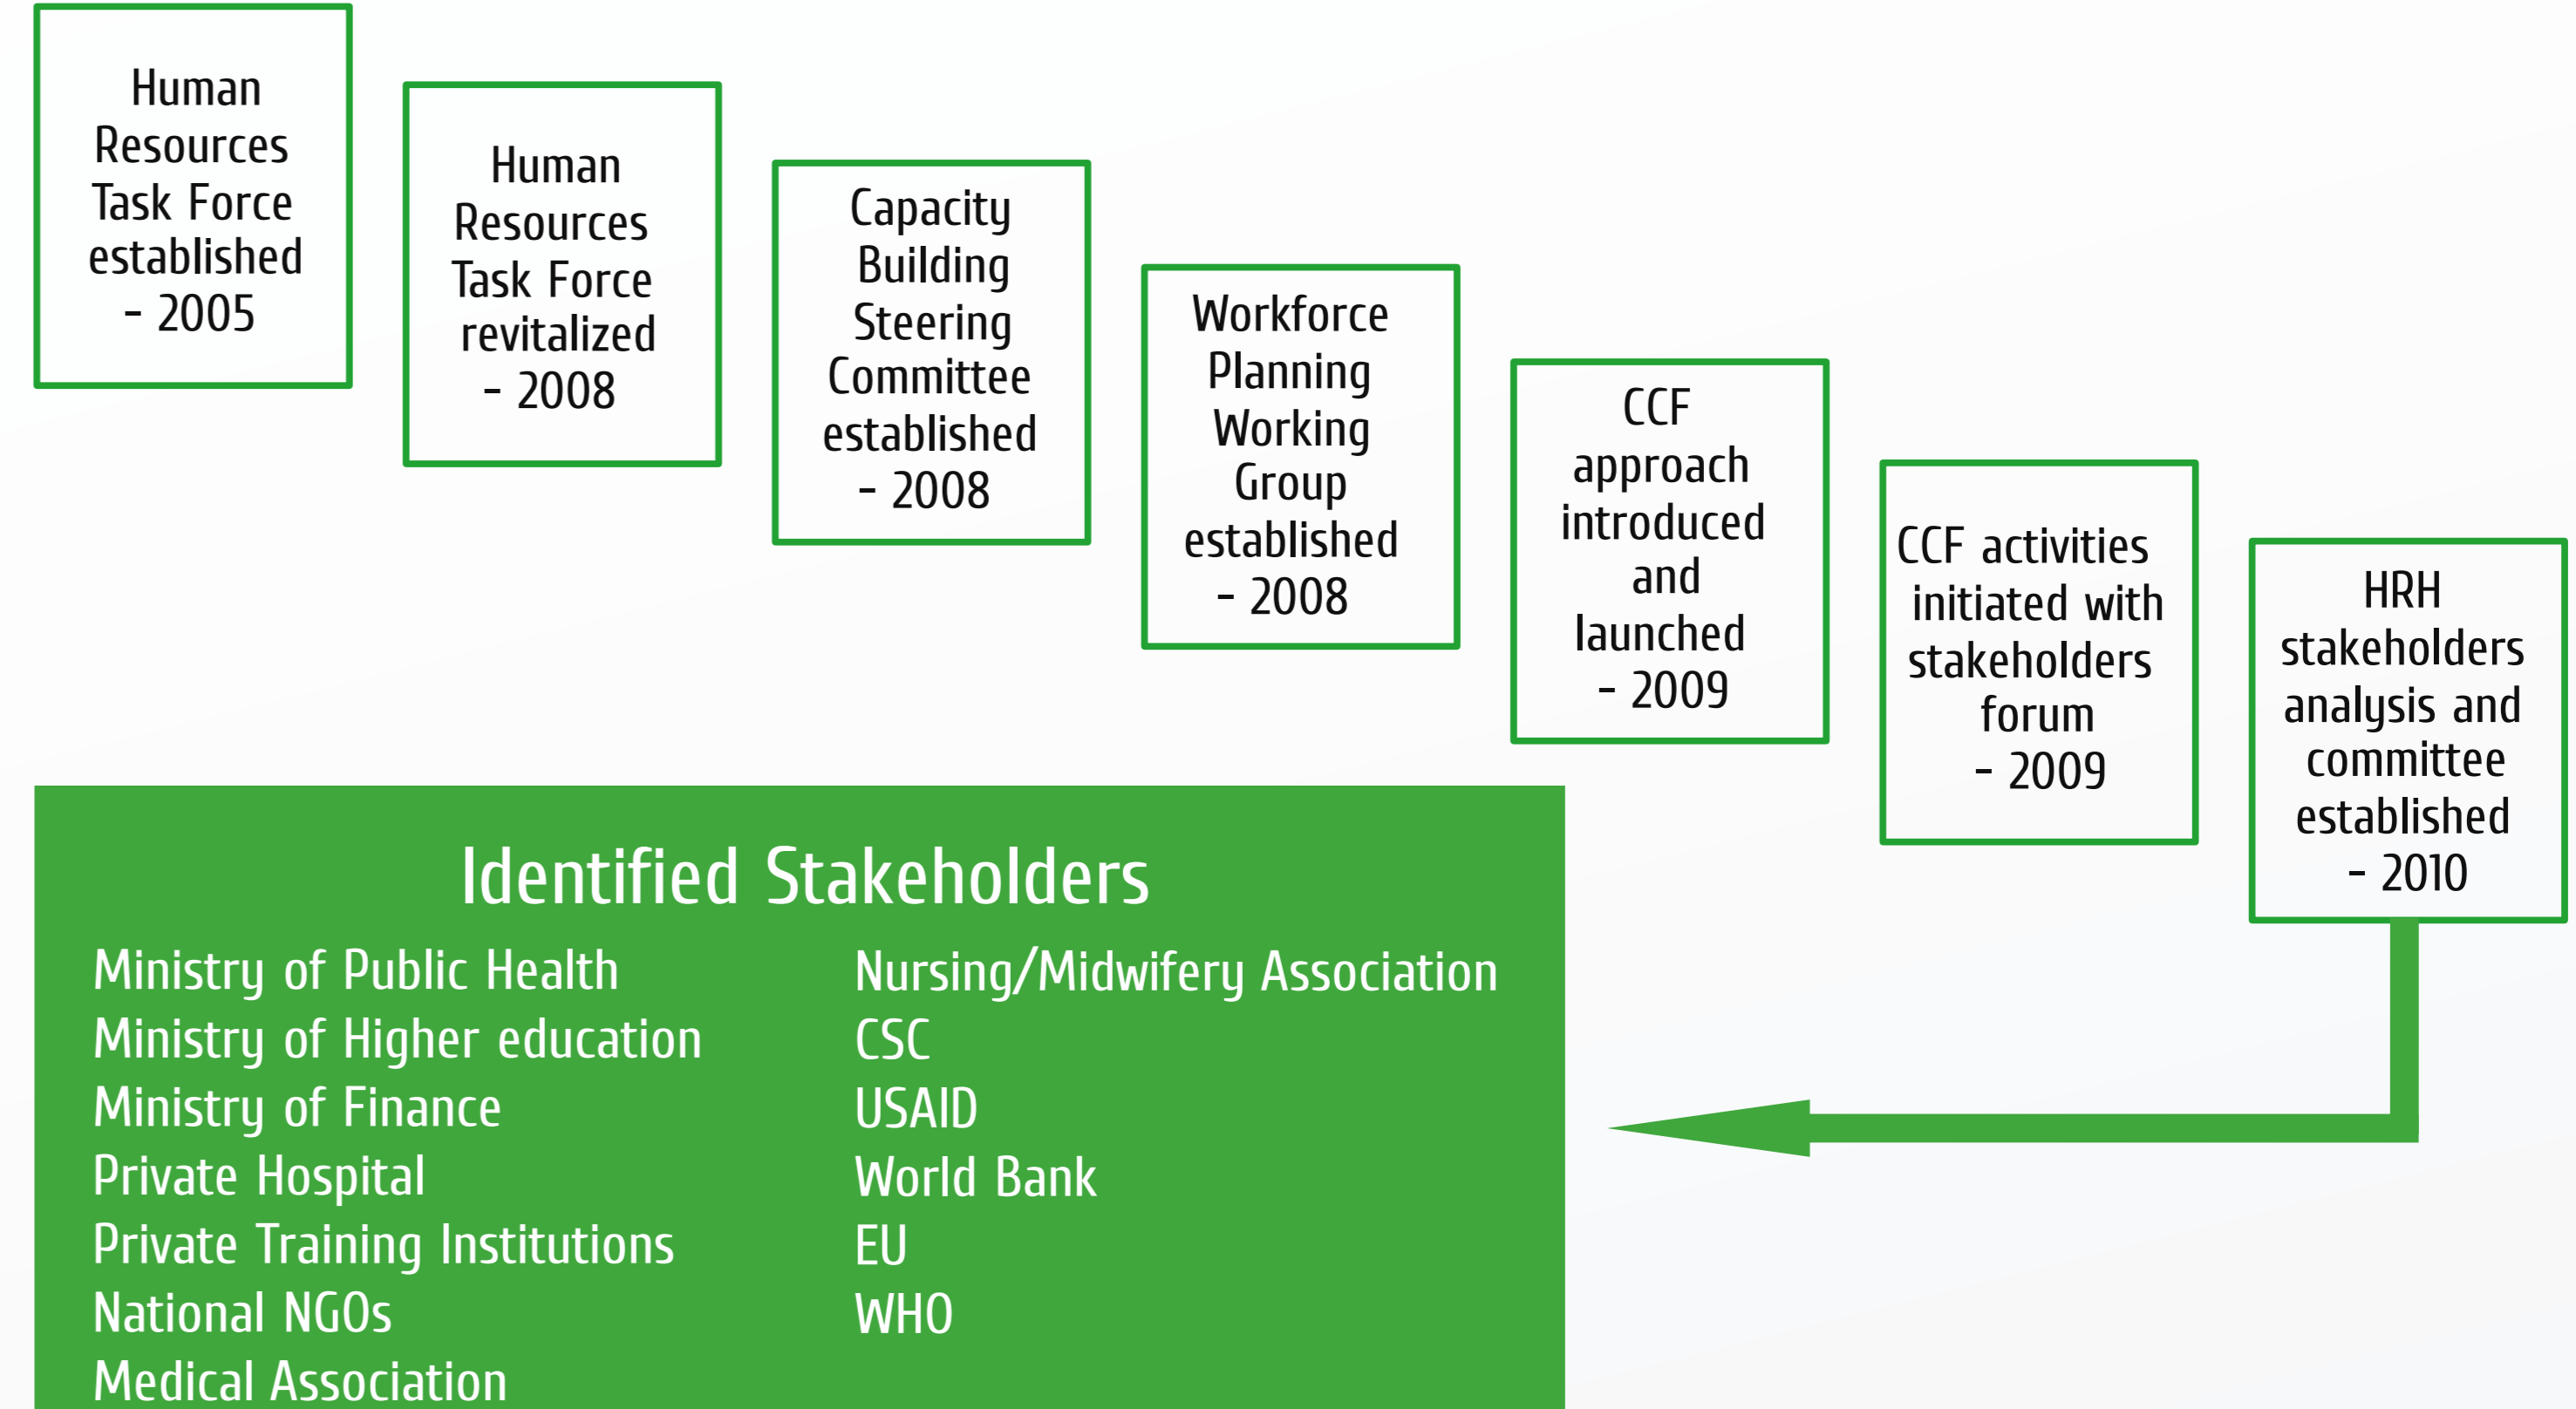 Human
Resources
Task Force
established
- 2005
Human
Resources
Task Force
revitalized
- 2008
Capacity
Building
Steering
Committee
established
- 2008
Workforce
Planning
Working
Group
established
- 2008
CCF
approach
introduced
and
launched
- 2009
CCF activities
initiated with
stakeholders
forum
- 2009
HRH
stakeholders
analysis and
committee
established
- 2010
Identified Stakeholders
Ministry of Public Health
Ministry of Higher education
Ministry of Finance
Private Hospital
Private Training Institutions
National NGOs
Medical Association
Nursing/Midwifery Association
CSC
USAID
World Bank
EU
WHO